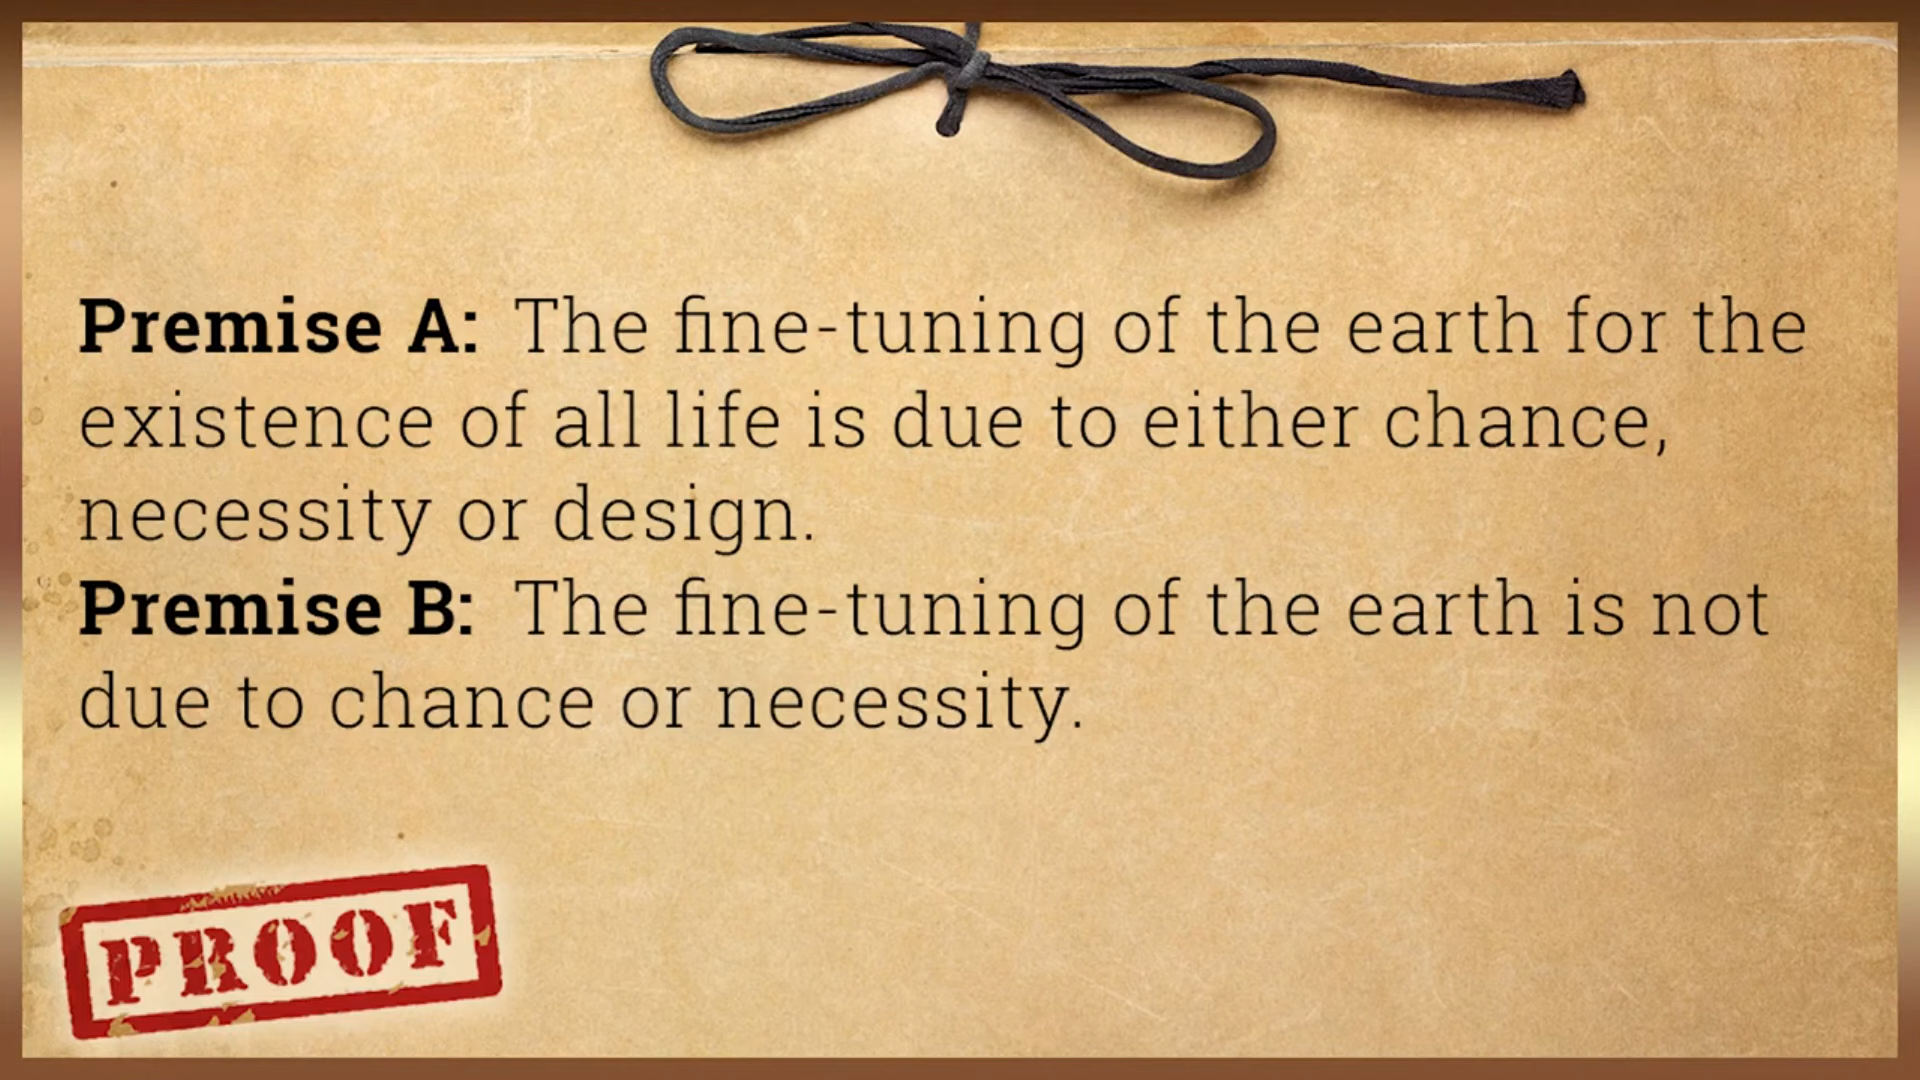 Premise A: The fine-tuning of the earth for the
existence of all life is due to either chance,
necessity or design.
Premise B: The fine-tuning of the earth is not
due to chance or necessity.
PROOF